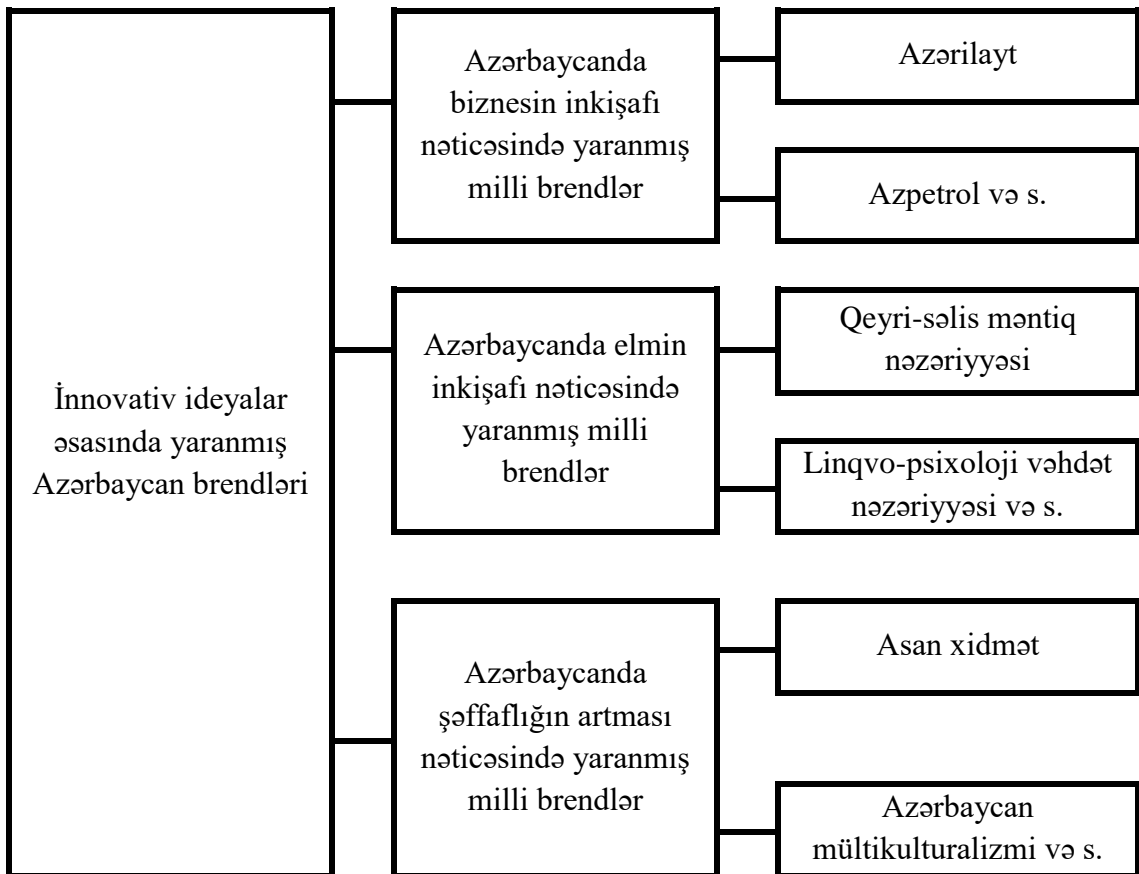 İnnovativ ideyalar
əsasında yaranmış
Azərbaycan brendləri
Azərbaycanda
biznesin inkişafı
nəticəsində yaranmış
milli brendlər
Azərilayt
Azpetrol və s.
Azərbaycanda elmin
inkişafı nəticəsində
yaranmış milli
brendlər
Qeyri-səlis məntiq
nəzəriyyəsi
Linqvo-psixoloji vəhdət
nəzəriyyəsi və s.
Azərbaycanda
şəffaflığın artması
nəticəsində yaranmış
milli brendlər
Asan xidmət
Azərbaycan
mültikulturalizmi və s.